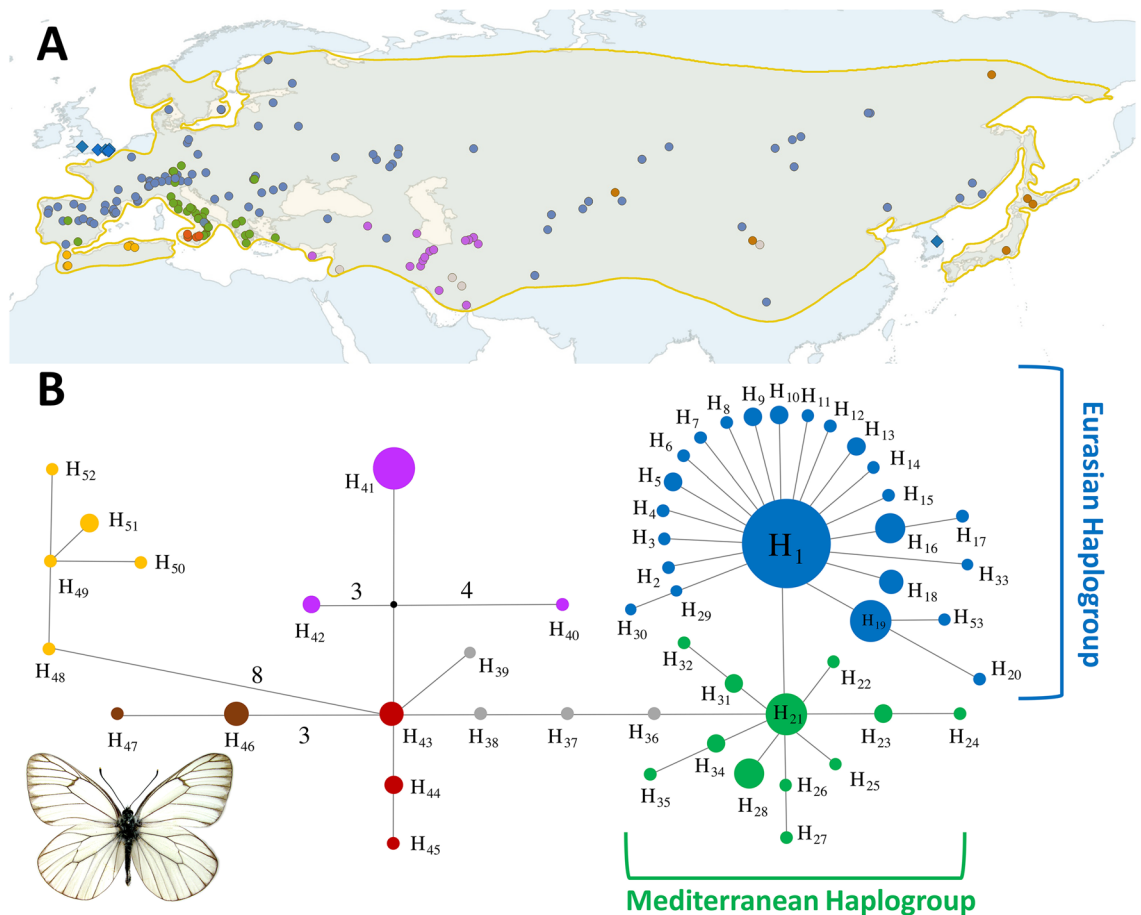 A
B
Eurasian Haplogroup
H₁₀
H₉
H₁₁
H₈
H₁₂
H₇
H₁₃
H₆
H₁₄
H₅
H₁₅
H₄
H₁₆
H₁₇
H₃
H₁
H₂
H₃₃
H₁₈
H₂₉
H₃₀
H₁₉
H₅₃
H₂₀
H₅₂
H₄₁
H₅₁
H₅₀
H₄₉
3
4
H₄₂
H₄₀
H₄₈
8
H₃₉
H₃₂
H₃₁
H₂₂
H₂₁
H₄₇
H₄₆
3
H₄₃
H₃₈
H₃₇
H₃₆
H₂₃
H₂₄
H₃₄
H₃₅
H₂₈
H₂₆
H₂₅
H₂₇
H₄₄
H₄₅
Mediterranean Haplogroup